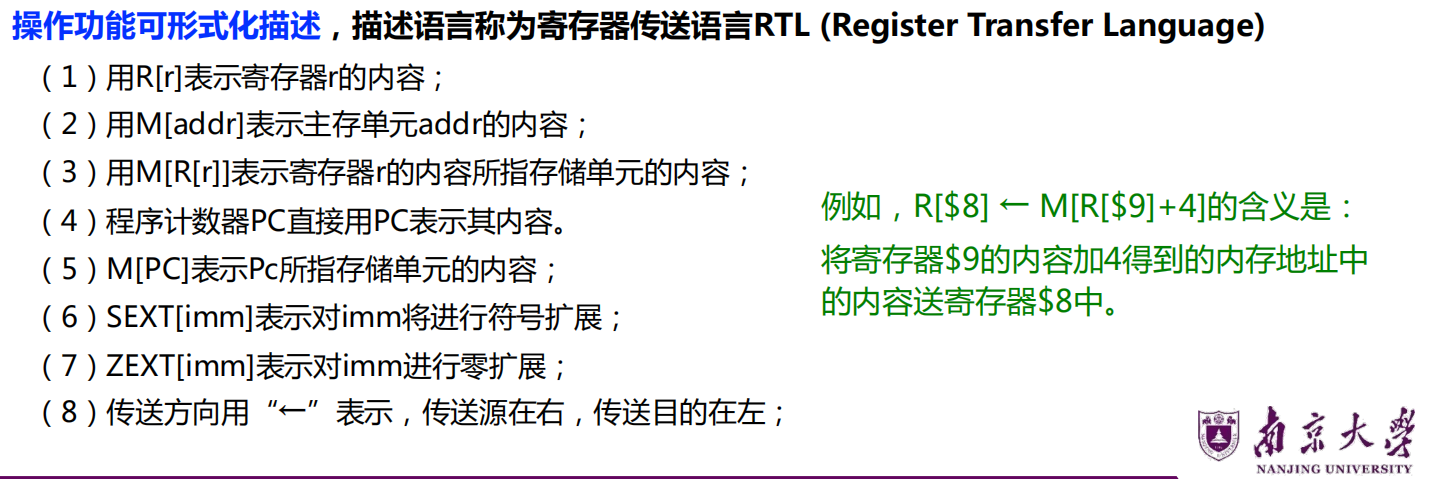 操作功能可形式化描述，描述语言称为寄存器传送语言RTL (Register Transfer Language)
（1）用R[r]表示寄存器r的内容；
（2）用M[addr]表示主存单元addr的内容；
（3）用M[R[r]]表示寄存器r的内容所指存储单元的内容；
（4）程序计数器PC直接用PC表示其内容。
（5）M[PC]表示Pc所指存储单元的内容；
（6）SEXT[imm]表示对imm将进行符号扩展；
（7）ZEXT[imm]表示对imm进行零扩展；
（8）传送方向用“←”表示，传送源在右，传送目的在左；
例如，R[$8] ← M[R[$9]+4]的含义是：
将寄存器$9的内容加4得到的内存地址中
的内容送寄存器$8中。
南京大学
NANJING UNIVERSITY